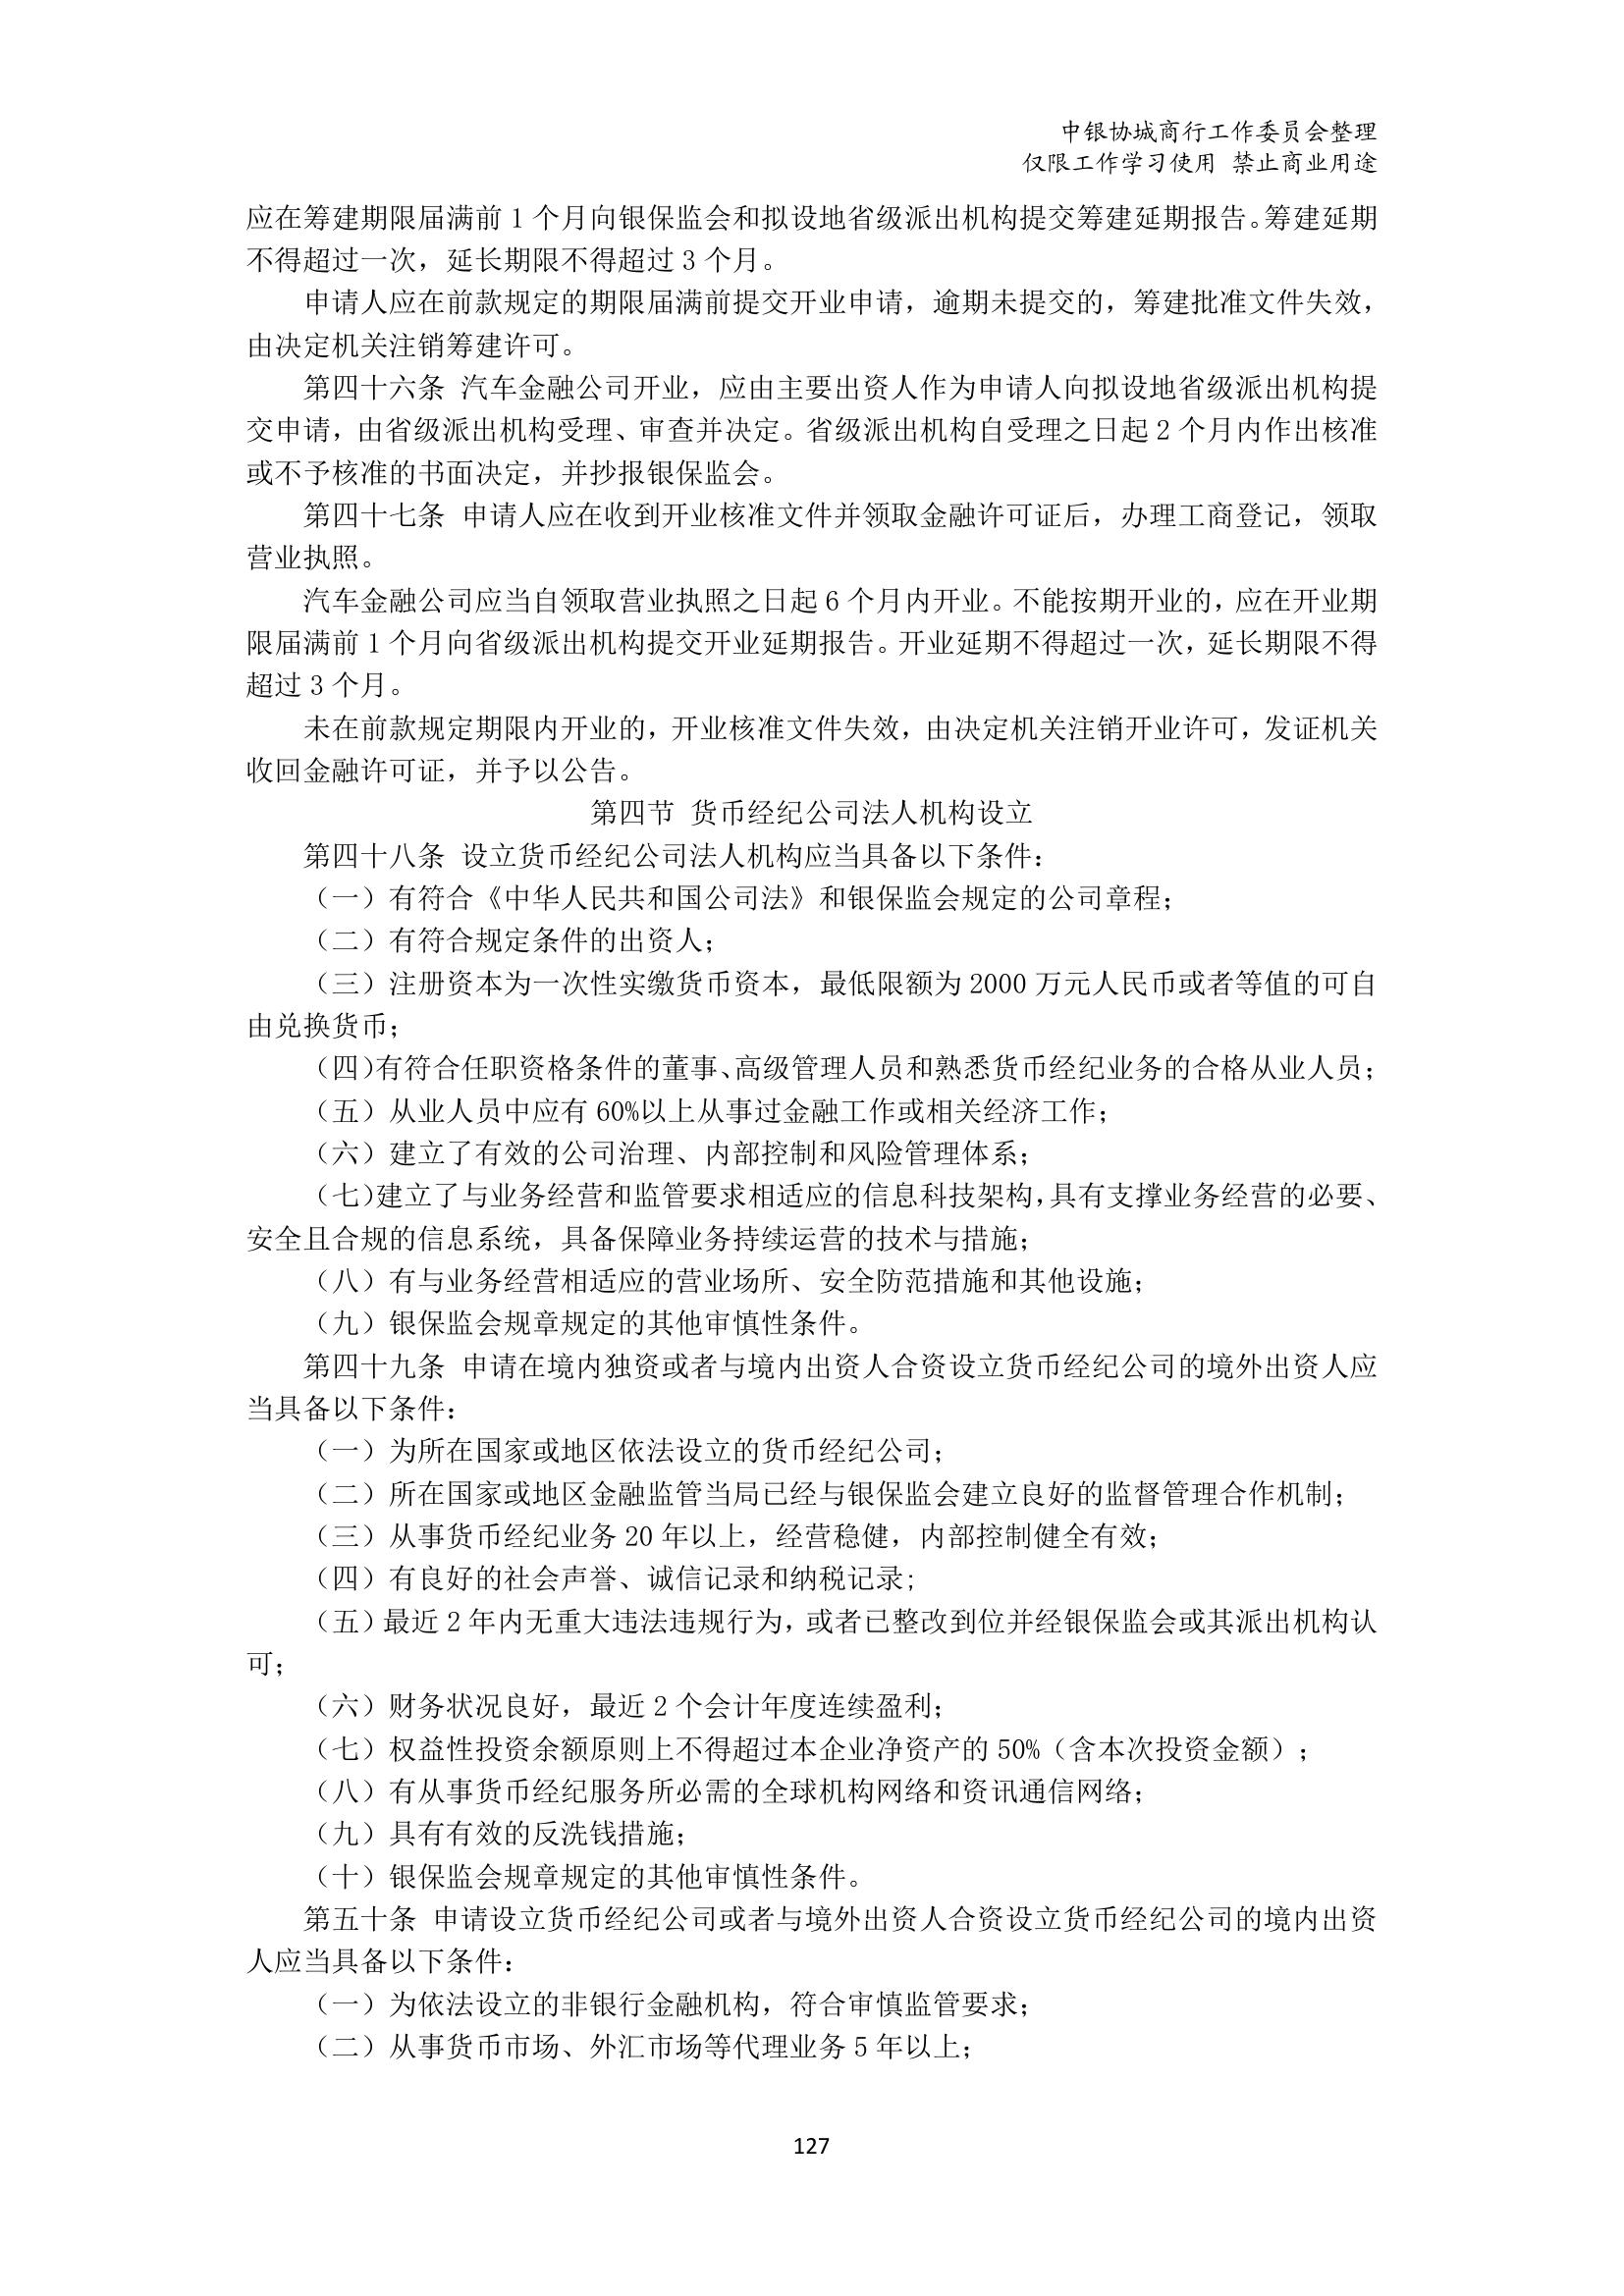 中银协城商行工作委员会整理
仅限工作学习使用 禁止商业用途
应在筹建期限届满前 1 个月向银保监会和拟设地省级派出机构提交筹建延期报告。筹建延期
不得超过一次，延长期限不得超过 3 个月。
申请人应在前款规定的期限届满前提交开业申请，逾期未提交的，筹建批准文件失效，
由决定机关注销筹建许可。
第四十六条 汽车金融公司开业，应由主要出资人作为申请人向拟设地省级派出机构提
交申请，由省级派出机构受理、审查并决定。省级派出机构自受理之日起 2 个月内作出核准
或不予核准的书面决定，并抄报银保监会。
第四十七条 申请人应在收到开业核准文件并领取金融许可证后，办理工商登记，领取
营业执照。
汽车金融公司应当自领取营业执照之日起 6 个月内开业。不能按期开业的，应在开业期
限届满前 1 个月向省级派出机构提交开业延期报告。开业延期不得超过一次，延长期限不得
超过 3 个月。
未在前款规定期限内开业的，开业核准文件失效，由决定机关注销开业许可，发证机关
收回金融许可证，并予以公告。
第四节 货币经纪公司法人机构设立
第四十八条 设立货币经纪公司法人机构应当具备以下条件：
（一）有符合《中华人民共和国公司法》和银保监会规定的公司章程；
（二）有符合规定条件的出资人；
（三）注册资本为一次性实缴货币资本，最低限额为 2000 万元人民币或者等值的可自
由兑换货币；
（四）有符合任职资格条件的董事、高级管理人员和熟悉货币经纪业务的合格从业人员；
（五）从业人员中应有 60%以上从事过金融工作或相关经济工作；
（六）建立了有效的公司治理、内部控制和风险管理体系；
（七）建立了与业务经营和监管要求相适应的信息科技架构，具有支撑业务经营的必要、
安全且合规的信息系统，具备保障业务持续运营的技术与措施；
（八）有与业务经营相适应的营业场所、安全防范措施和其他设施；
（九）银保监会规章规定的其他审慎性条件。
第四十九条 申请在境内独资或者与境内出资人合资设立货币经纪公司的境外出资人应
当具备以下条件：
（一）为所在国家或地区依法设立的货币经纪公司；
（二）所在国家或地区金融监管当局已经与银保监会建立良好的监督管理合作机制；
（三）从事货币经纪业务 20 年以上，经营稳健，内部控制健全有效；
（四）有良好的社会声誉、诚信记录和纳税记录；
（五）最近 2 年内无重大违法违规行为，或者已整改到位并经银保监会或其派出机构认
可；
（六）财务状况良好，最近 2 个会计年度连续盈利；
（七）权益性投资余额原则上不得超过本企业净资产的 50%（含本次投资金额）；
（八）有从事货币经纪服务所必需的全球机构网络和资讯通信网络；
（九）具有有效的反洗钱措施；
（十）银保监会规章规定的其他审慎性条件。
第五十条 申请设立货币经纪公司或者与境外出资人合资设立货币经纪公司的境内出资
人应当具备以下条件：
（一）为依法设立的非银行金融机构，符合审慎监管要求；
（二）从事货币市场、外汇市场等代理业务 5 年以上；
127